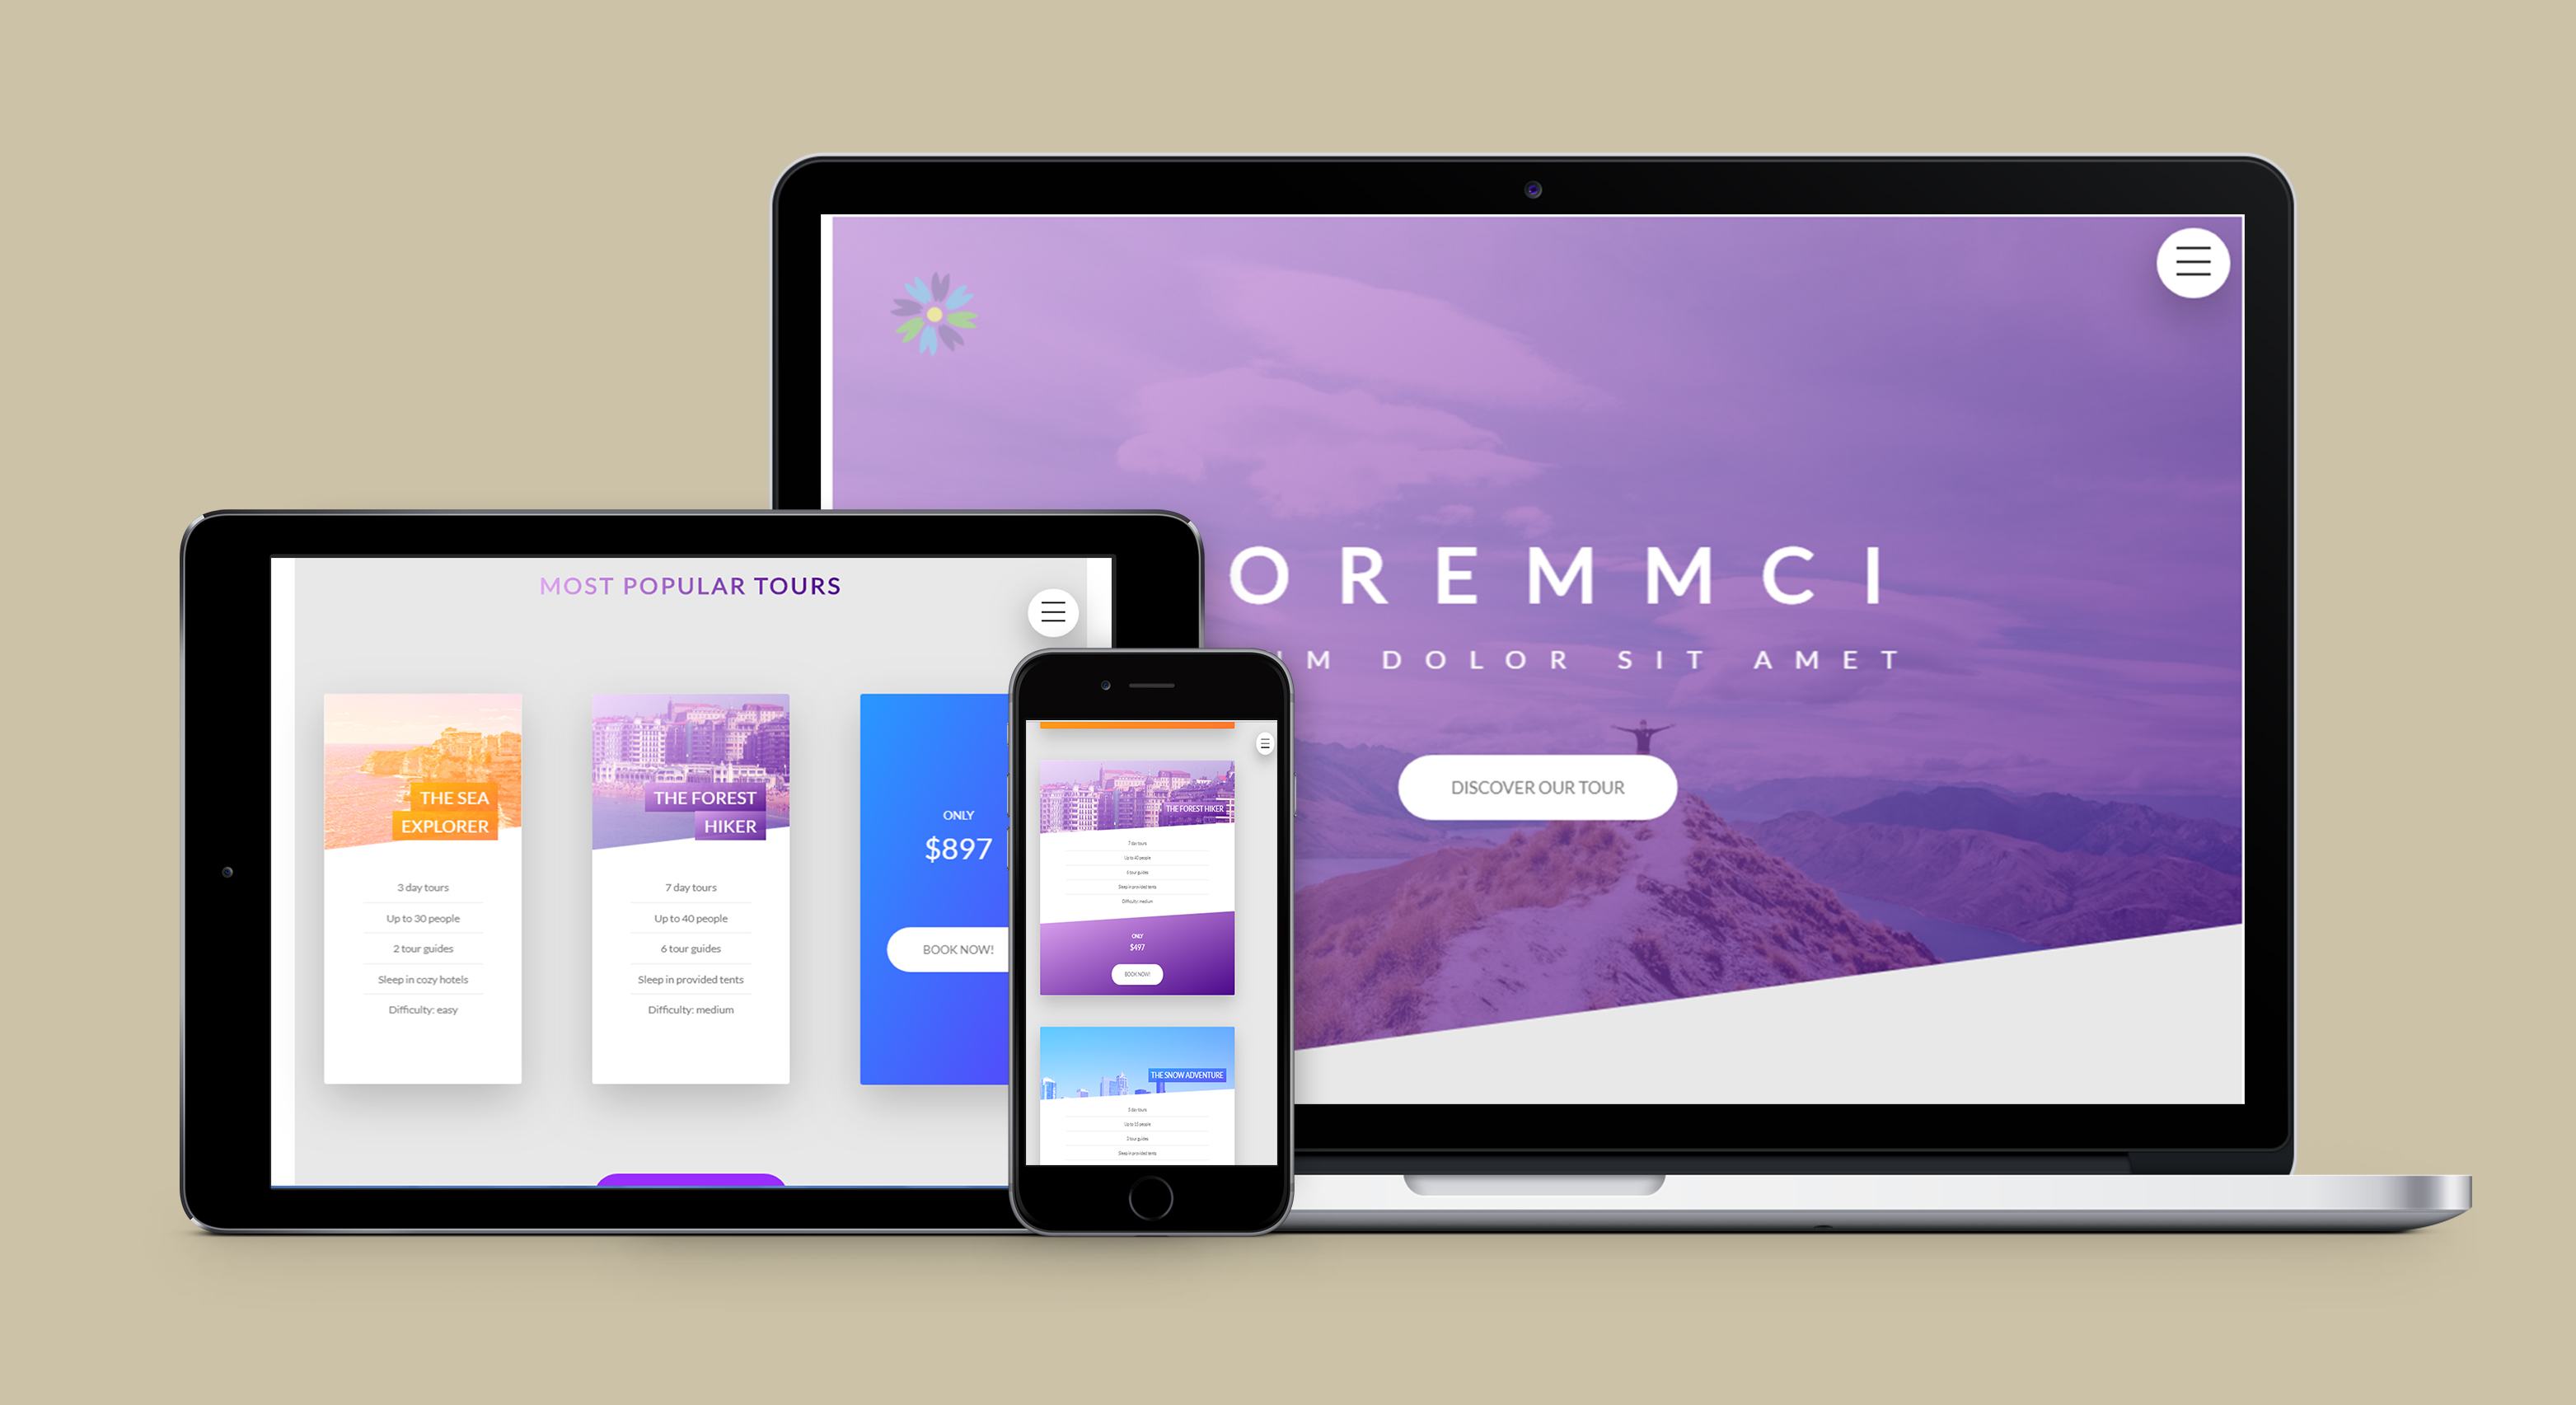 OREMMCI
IM DOLOR SIT AMET
DISCOVER OUR TOUR
MOST POPULAR TOURS
THE SEA
EXPLORER
3 day tours
Up to 30 people
2 tour guides
Sleep in cozy hotels
Difficulty: easy
THE FOREST
HIKER
7 day tours
Up to 40 people
6 tour guides
Sleep in provided tents
Difficulty: medium
ONLY
$897
BOOK NOW!
THE FOREST HIKER
7 day tours
Up to 40 people
6 tour guides
Sleep in provided tents
Difficulty: medium
ONLY
$497
BOOK NOW!
THE SNOW ADVENTURE
5 day tours
Up to 15 people
3 tour guides
Sleep in provided tents